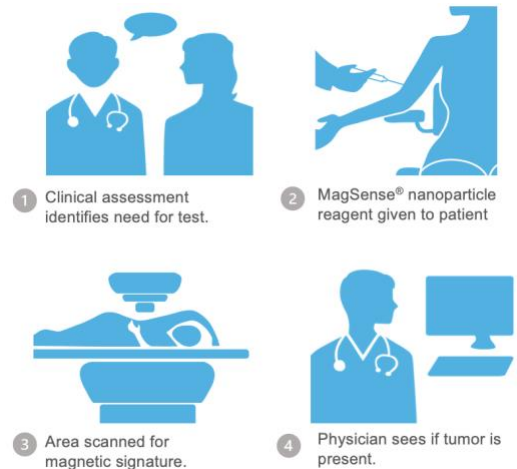 1 Clinical assessment
identifies need for test.
2 MagSense® nanoparticle
reagent given to patient
3 Area scanned for
magnetic signature.
4 Physician sees if tumor is
present.